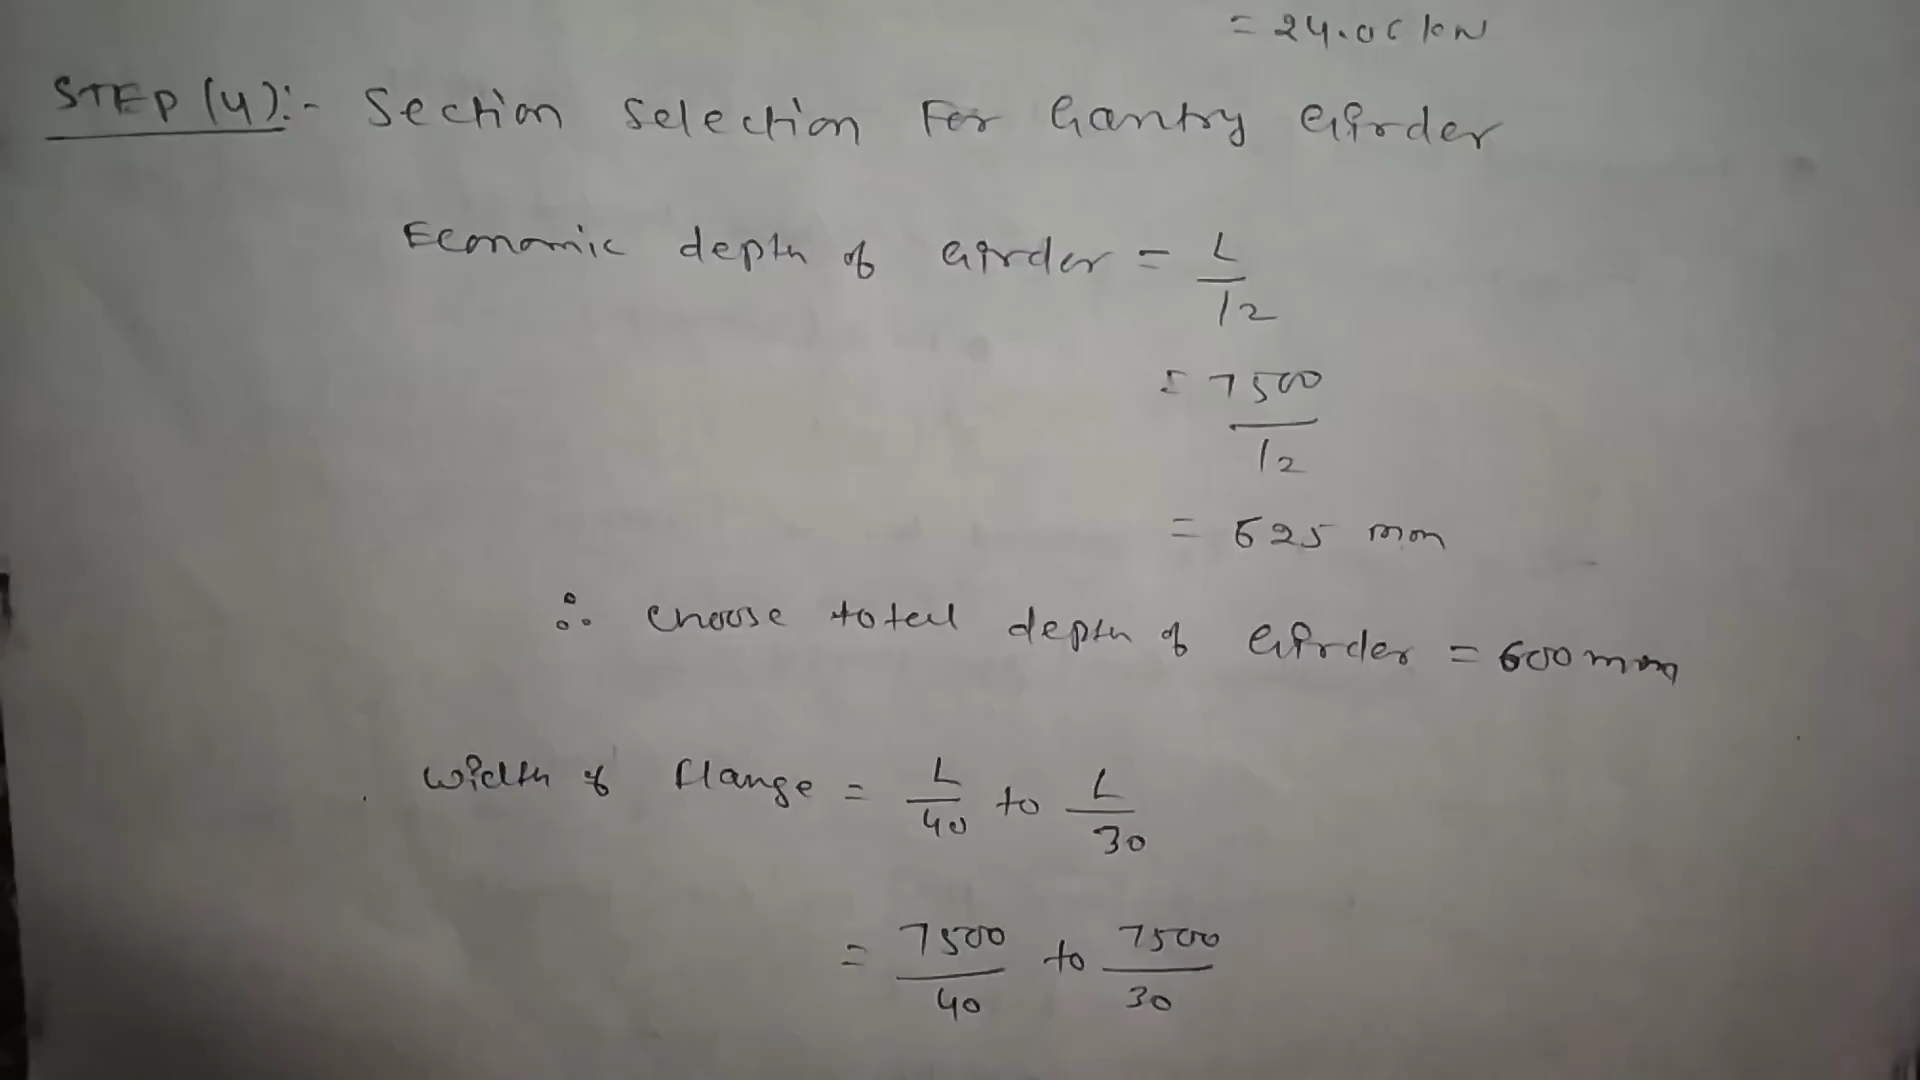 = 24.06 kN
STEP (4):- Section Selection For Gantry Girder
Economic depth of Girder = L/12
= 7500/12
= 625 mm
∴ choose total depth of Girder = 600 mm
width of flange = L/40 to L/30
= 7500/40 to 7500/30